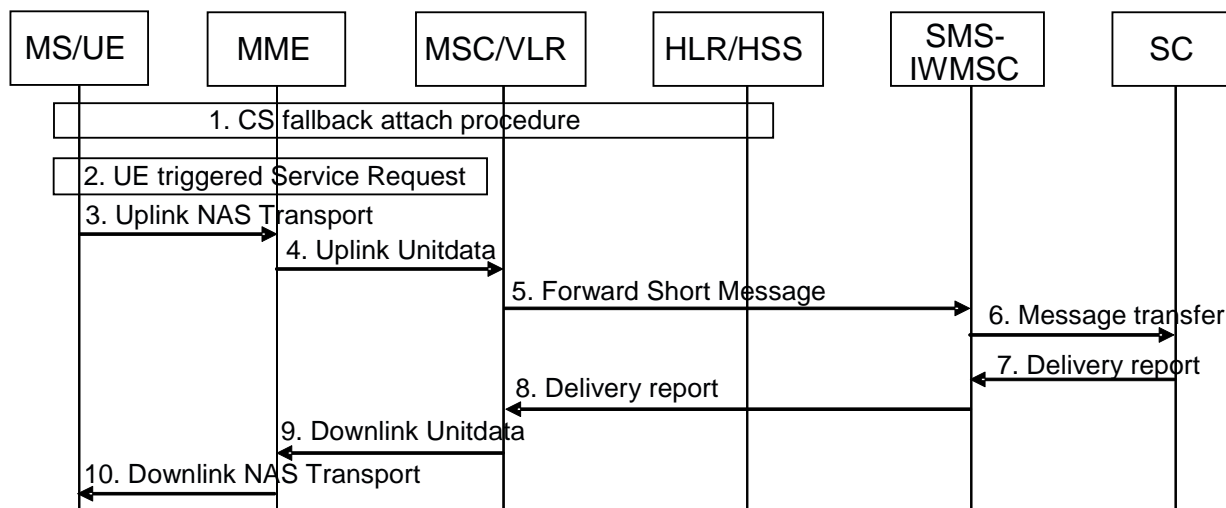 MS/UE
MME
MSC/VLR
HLR/HSS
SMS-
IWMSC
SC
1. CS fallback attach procedure
2. UE triggered Service Request
3. Uplink NAS Transport
4. Uplink Unitdata
5. Forward Short Message
6. Message transfer
7. Delivery report
8. Delivery report
9. Downlink Unitdata
10. Downlink NAS Transport